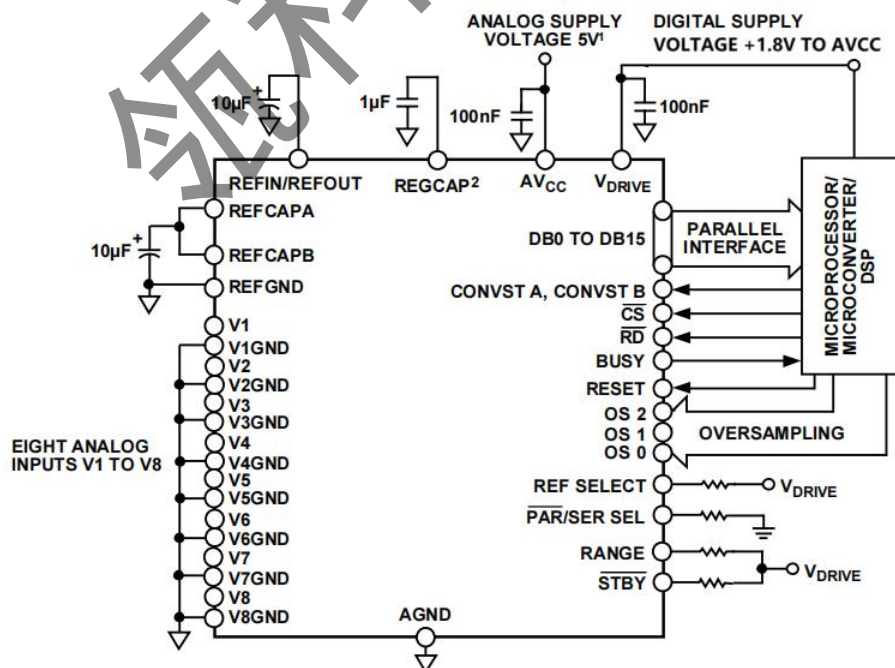 ANALOG SUPPLY
VOLTAGE 5V¹
DIGITAL SUPPLY
VOLTAGE +1.8V TO AVCC
10µF
+
1µF
100nF
100nF
REFIN/REFOUT
REGCAP²
AVCC
VDRIVE
REFCAPA
10µF
+
REFCAPB
REFGND
DB0 TO DB15
PARALLEL
INTERFACE
MICROPROCESSOR/
MICROCONVERTER/
DSP
CONVST A, CONVST B
CS
RD
BUSY
RESET
OS 2
OS 1
OS 0
OVERSAMPLING
V1
V1GND
V2
V2GND
V3
V3GND
V4
V4GND
V5
V5GND
V6
V6GND
V7
V7GND
V8
V8GND
EIGHT ANALOG
INPUTS V1 TO V8
REF SELECT
VDRIVE
PAR/SER SEL
RANGE
STBY
VDRIVE
AGND